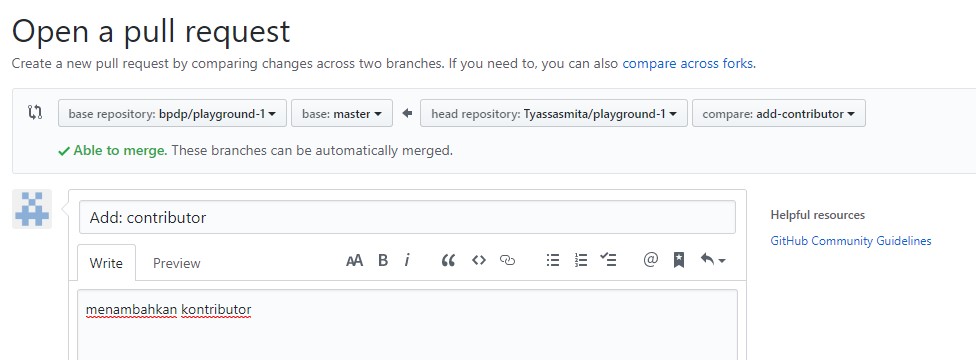 Open a pull request
Create a new pull request by comparing changes across two branches. If you need to, you can also compare across forks.
base repository: bpdp/playground-1 base: master head repository: Tyassasmita/playground-1 compare: add-contributor
Able to merge. These branches can be automatically merged.
Add: contributor
Helpful resources
GitHub Community Guidelines
Write Preview AA B i
menambahkan kontributor